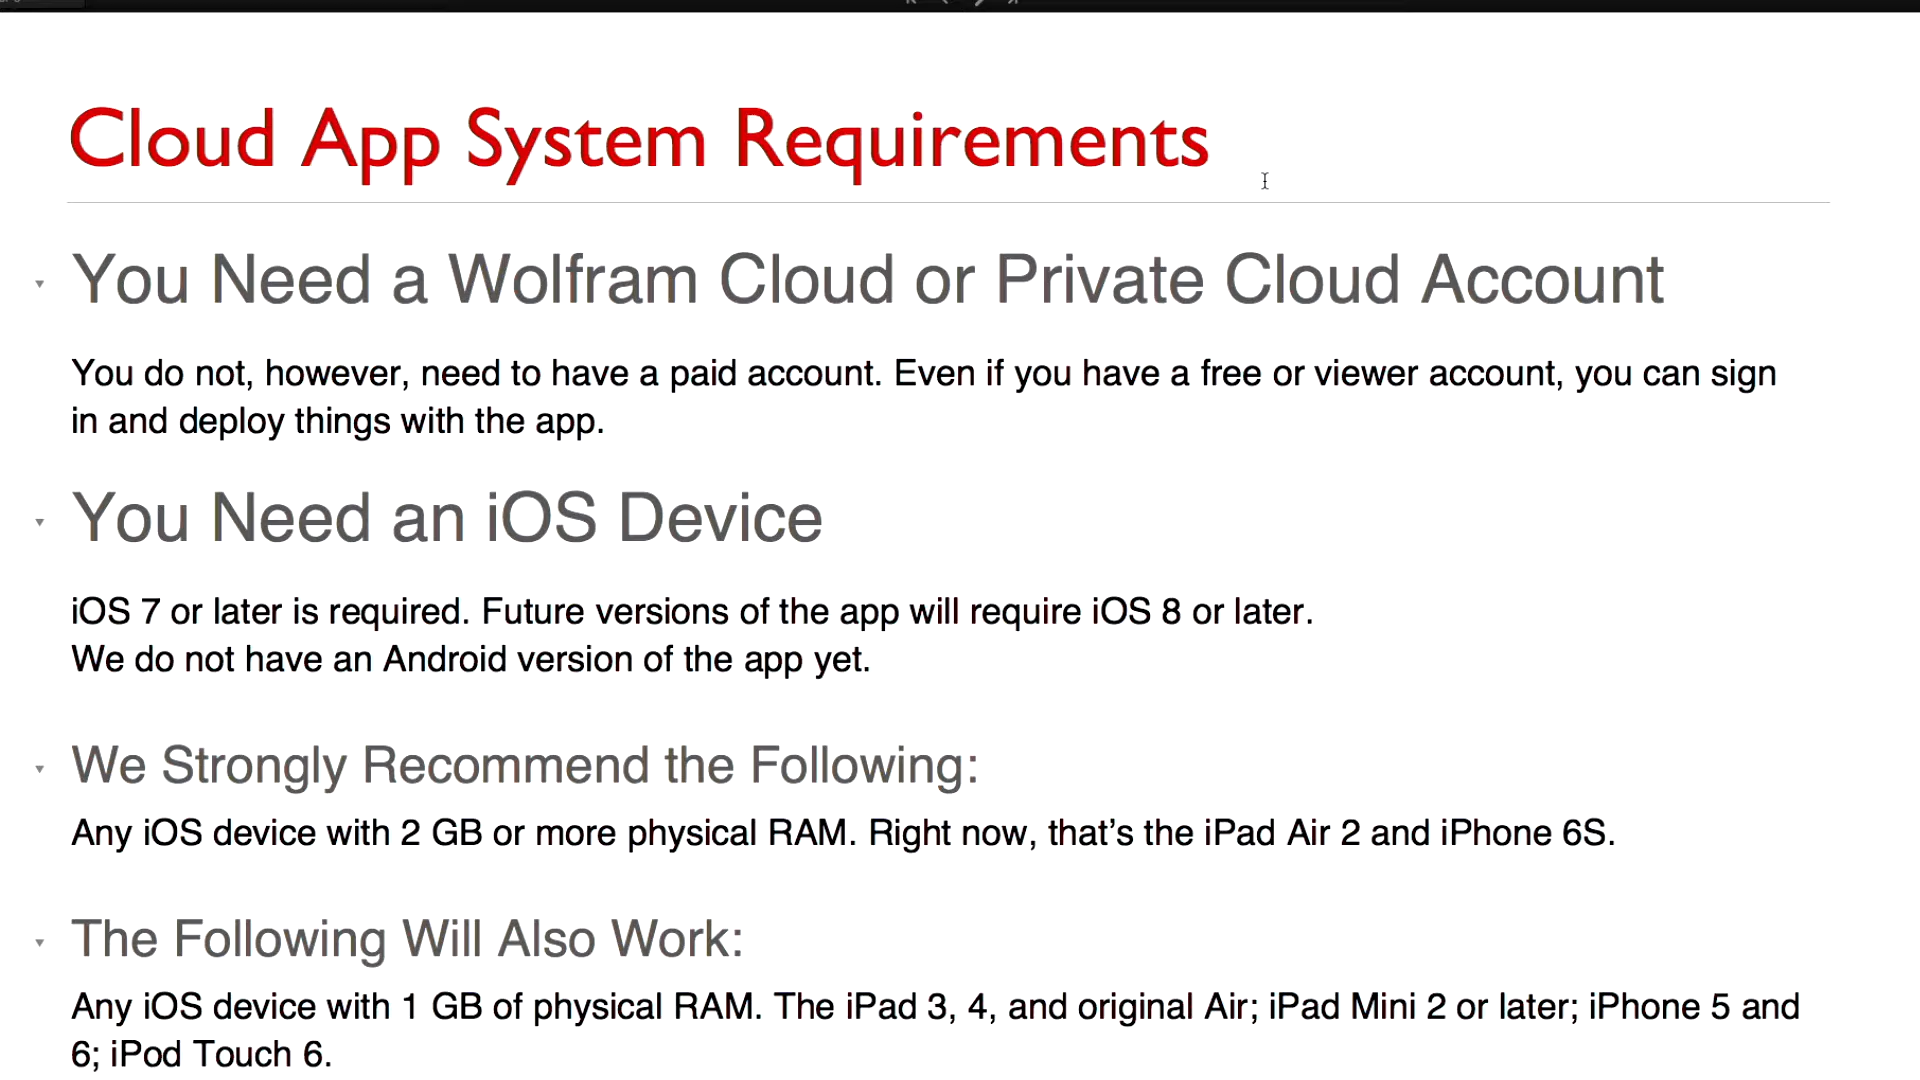 Cloud App System Requirements
You Need a Wolfram Cloud or Private Cloud Account
You do not, however, need to have a paid account. Even if you have a free or viewer account, you can sign
in and deploy things with the app.
You Need an iOS Device
iOS 7 or later is required. Future versions of the app will require iOS 8 or later.
We do not have an Android version of the app yet.
We Strongly Recommend the Following:
Any iOS device with 2 GB or more physical RAM. Right now, that’s the iPad Air 2 and iPhone 6S.
The Following Will Also Work:
Any iOS device with 1 GB of physical RAM. The iPad 3, 4, and original Air; iPad Mini 2 or later; iPhone 5 and
6; iPod Touch 6.